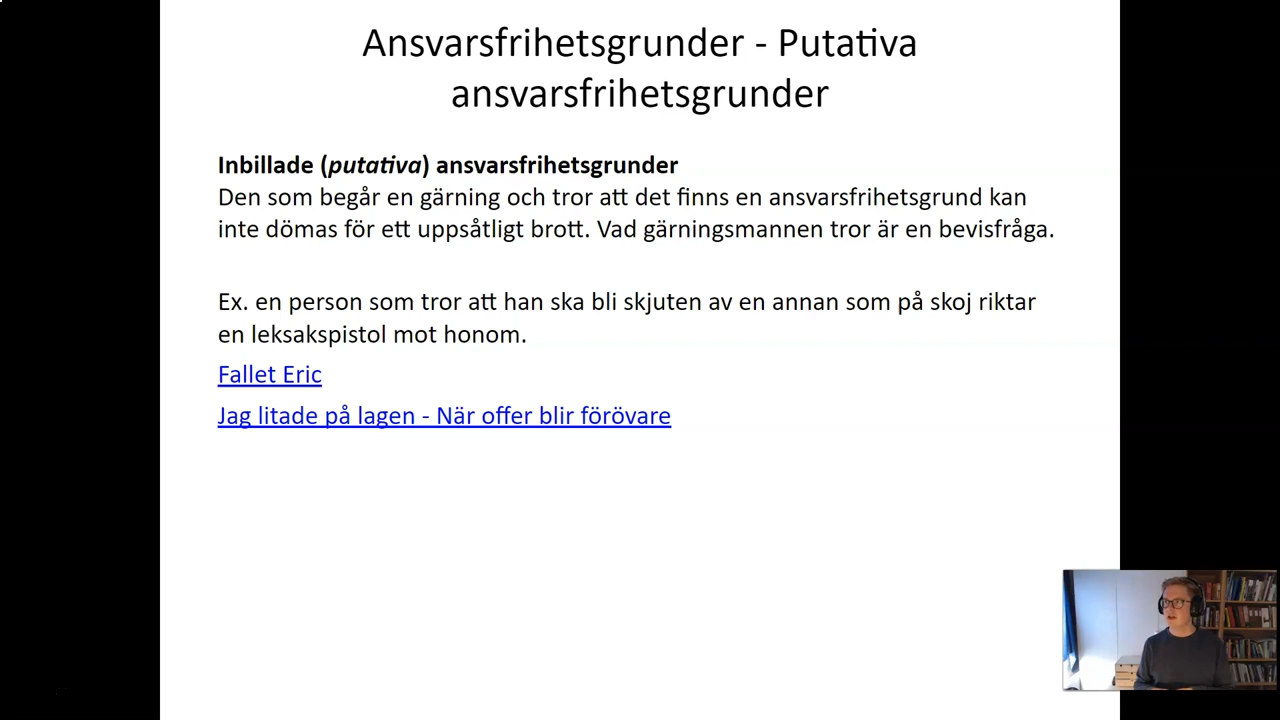 Ansvarsfrihetsgrunder - Putativa
ansvarsfrihetsgrunder
Inbillade (putativa) ansvarsfrihetsgrunder
Den som begår en gärning och tror att det finns en ansvarsfrihetsgrund kan
inte dömas för ett uppsåtligt brott. Vad gärningsmannen tror är en bevisfråga.
Ex. en person som tror att han ska bli skjuten av en annan som på skoj riktar
en leksakspistol mot honom.
Fallet Eric
Jag litade på lagen - När offer blir förövare